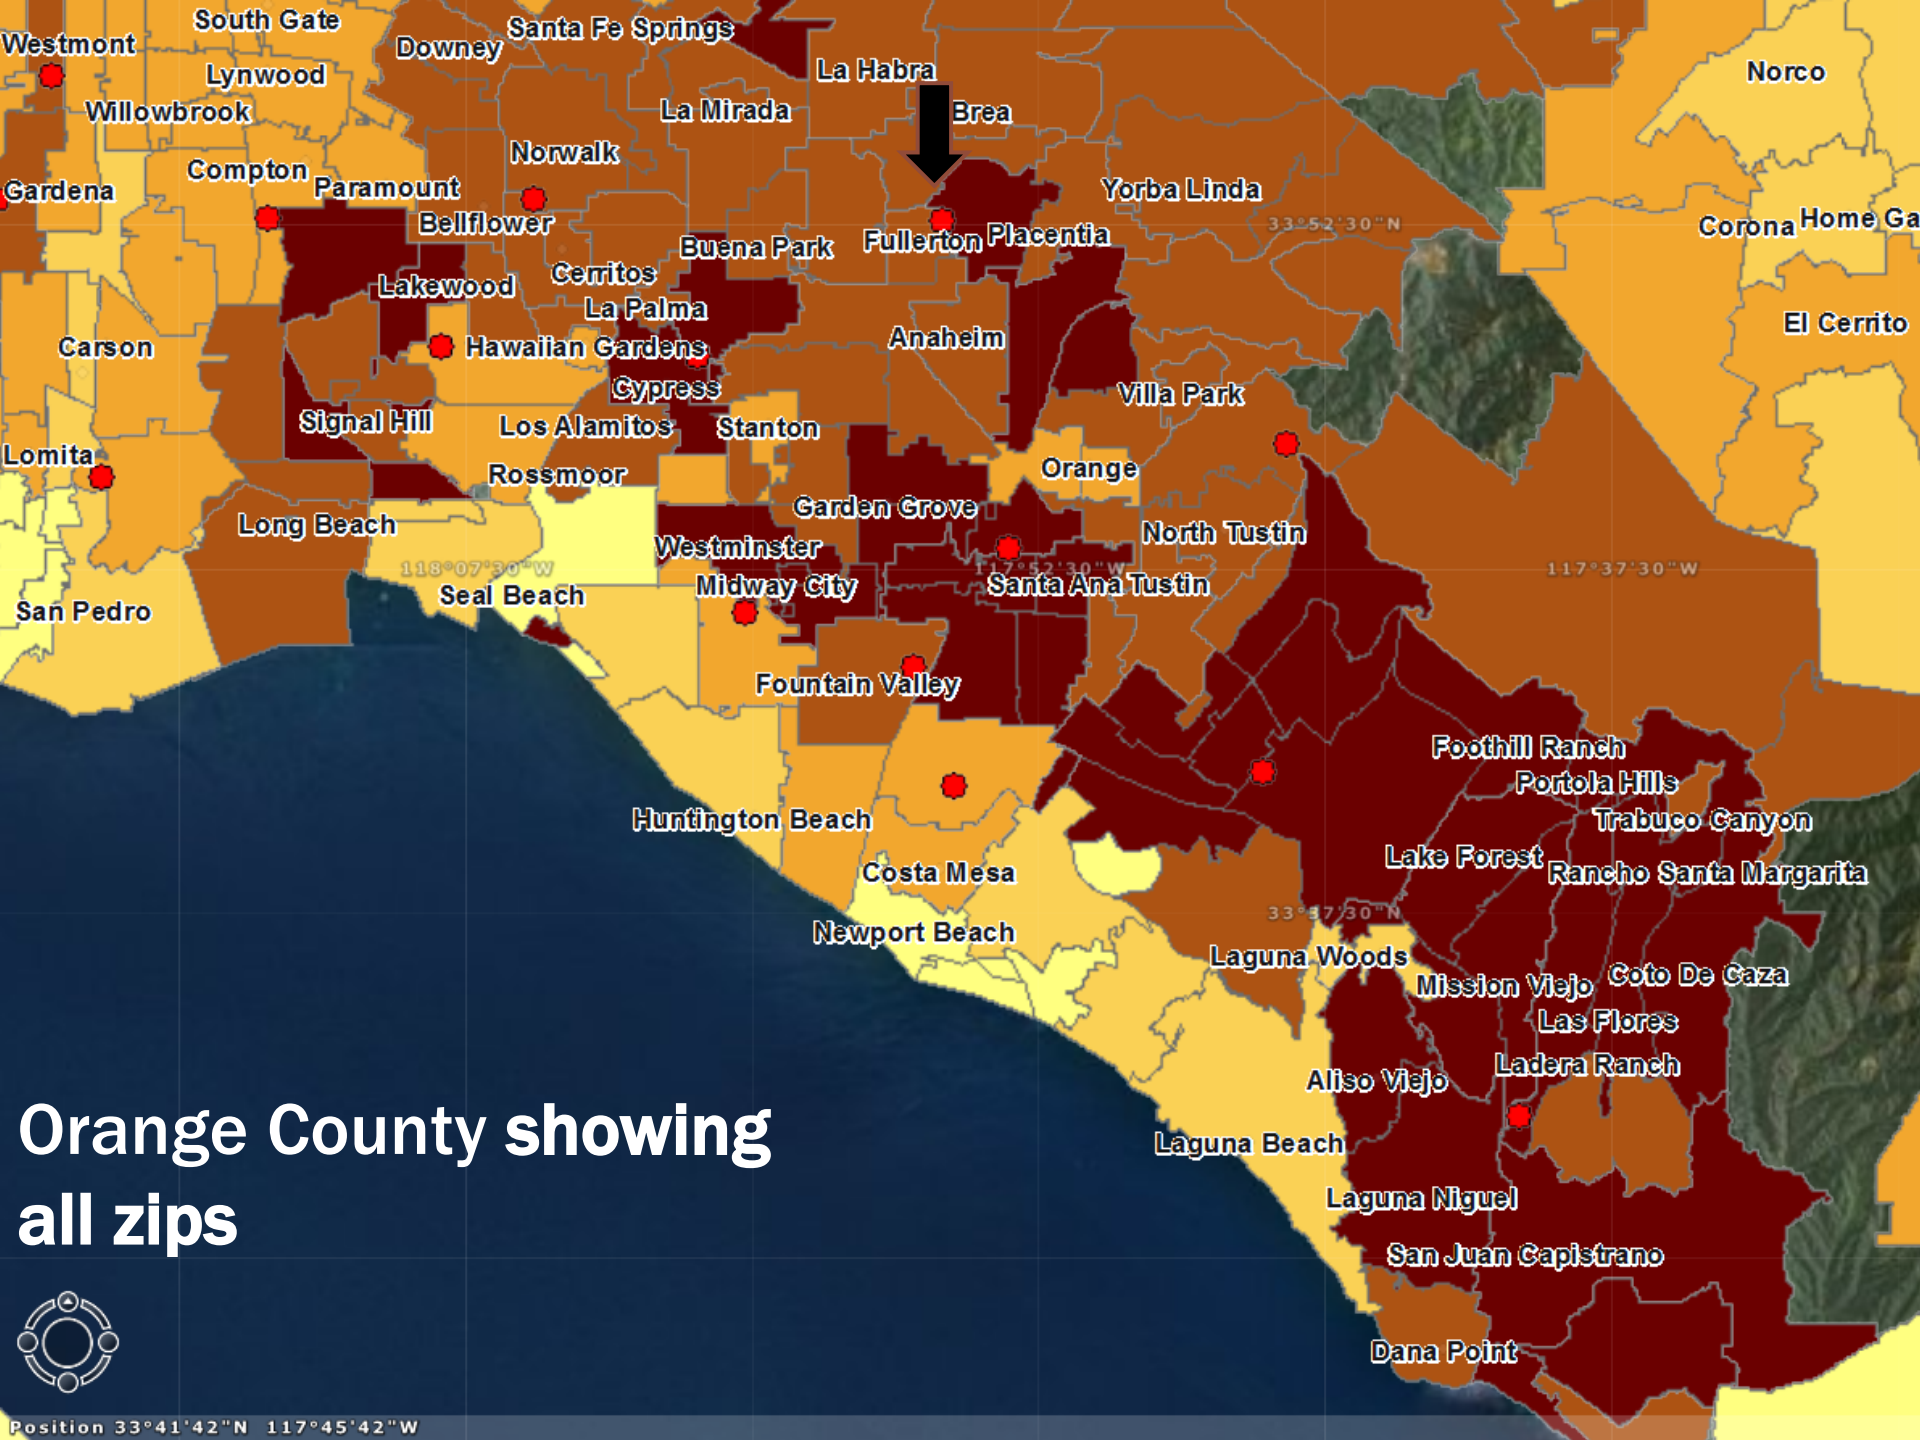 South Gate
Santa Fe Springs
Westmont
Downey
La Habra
Norco
Lynwood
Willowbrook
La Mirada
Brea
Norwalk
Compton
Gardena
Paramount
Yorba Linda
Bellflower
33°52'30"N
Corona
Home Ga
Buena Park
Fullerton
Placentia
Cerritos
Lakewood
La Palma
El Cerrito
Carson
Hawaiian Gardens
Anaheim
Cypress
Villa Park
Signal Hill
Los Alamitos
Stanton
Lomita
Rossmoor
Orange
Garden Grove
Long Beach
North Tustin
Westminster
118°07'30"W
117°52'30"W
117°37'30"W
Midway City
Santa Ana
Tustin
Seal Beach
San Pedro
Fountain Valley
Foothill Ranch
Portola Hills
Huntington Beach
Trabuco Canyon
Lake Forest
Costa Mesa
Rancho Santa Margarita
33°37'30"N
Newport Beach
Laguna Woods
Mission Viejo
Coto De Caza
Las Flores
Ladera Ranch
Aliso Viejo
Laguna Beach
Orange County showing
all zips
Laguna Niguel
San Juan Capistrano
Dana Point
Position 33°41'42"N 117°45'42"W